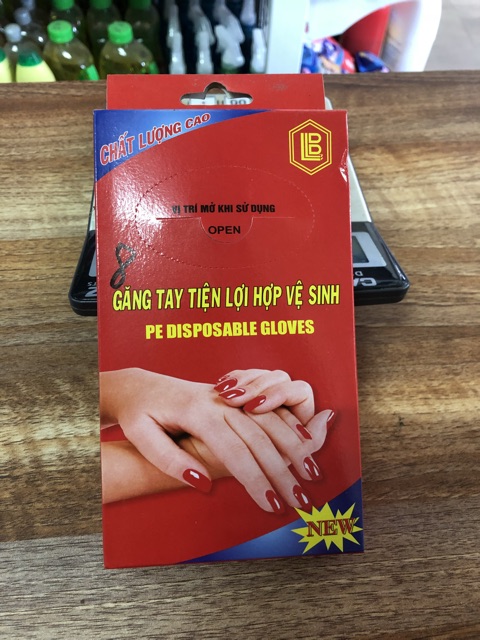 CHẤT LƯỢNG CAO
VỊ TRÍ MỞ KHI SỬ DỤNG
OPEN
GĂNG TAY TIỆN LỢI HỢP VỆ SINH
PE DISPOSABLE GLOVES
NEW